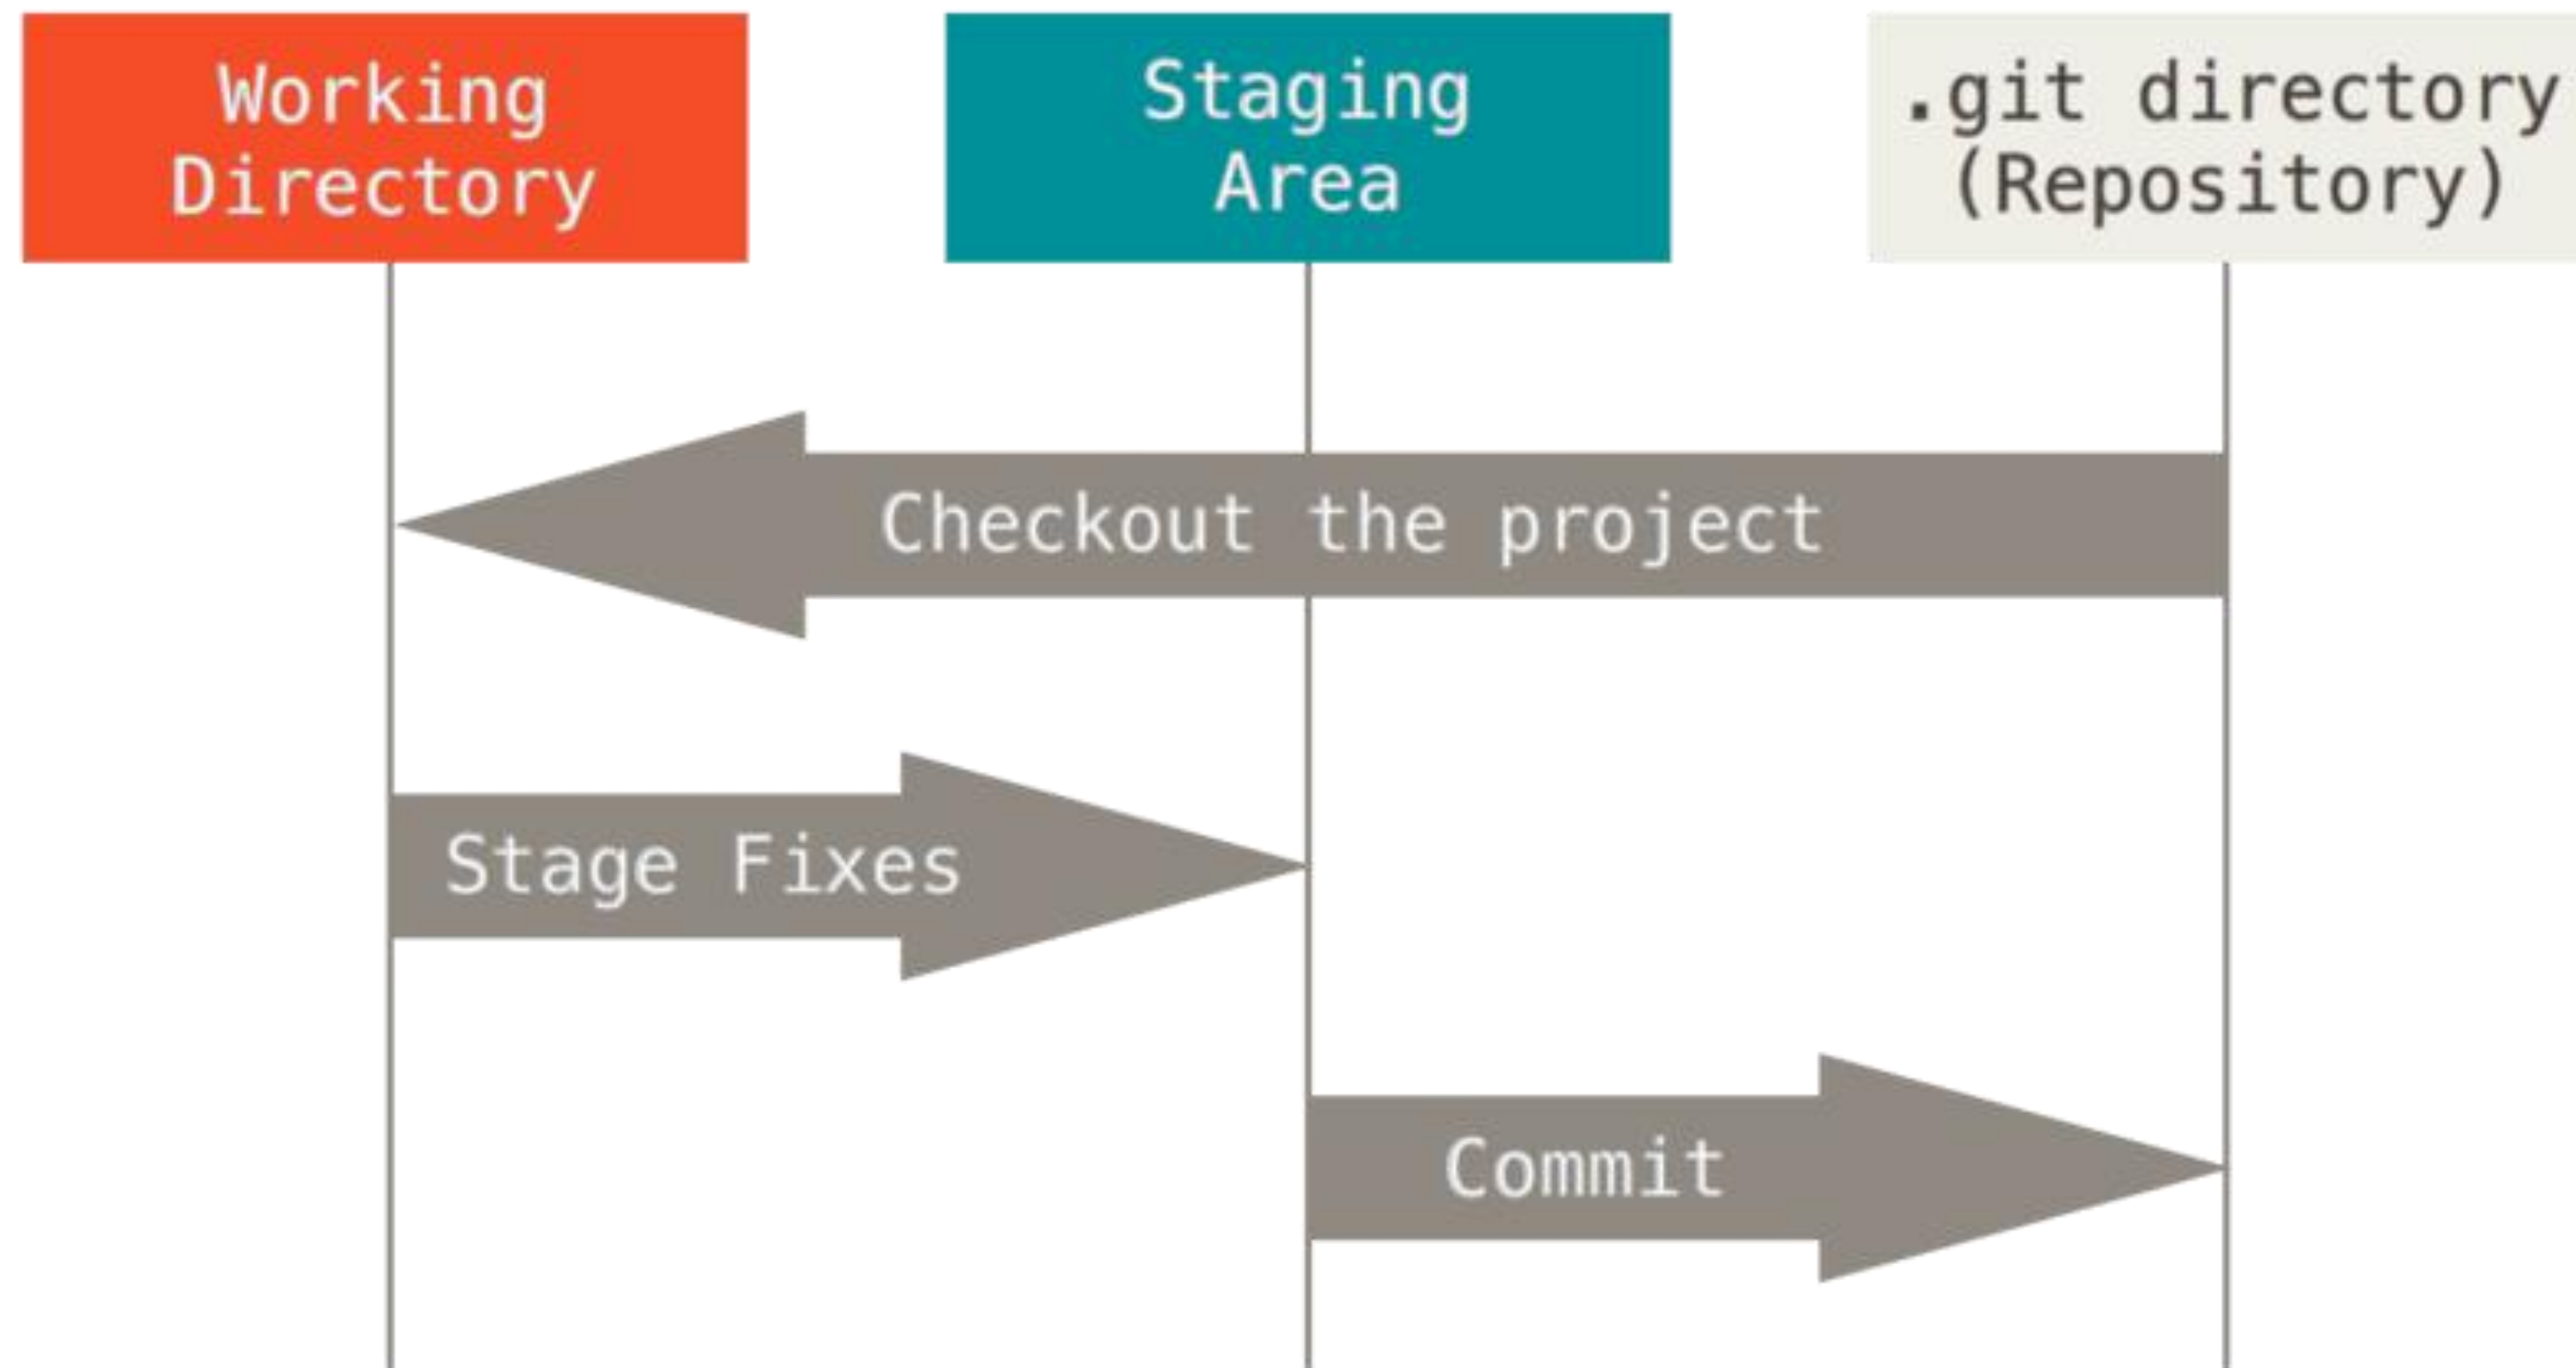 Working
Directory
Staging
Area
.git directory
(Repository)
Checkout the project
Stage Fixes
Commit